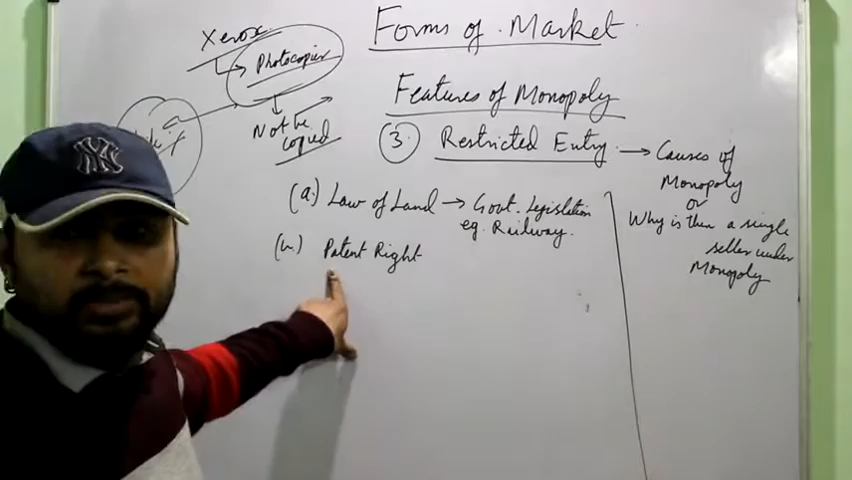 Forms of Market
Xerox
Photocopier
Not be
copied
Features of Monopoly
3. Restricted Entry → Causes of
Monopoly
or
Why is then a single
seller under
Monopoly
(a) Law of Land → Govt. Legislation
eg. Railway.
Patent Right
NY